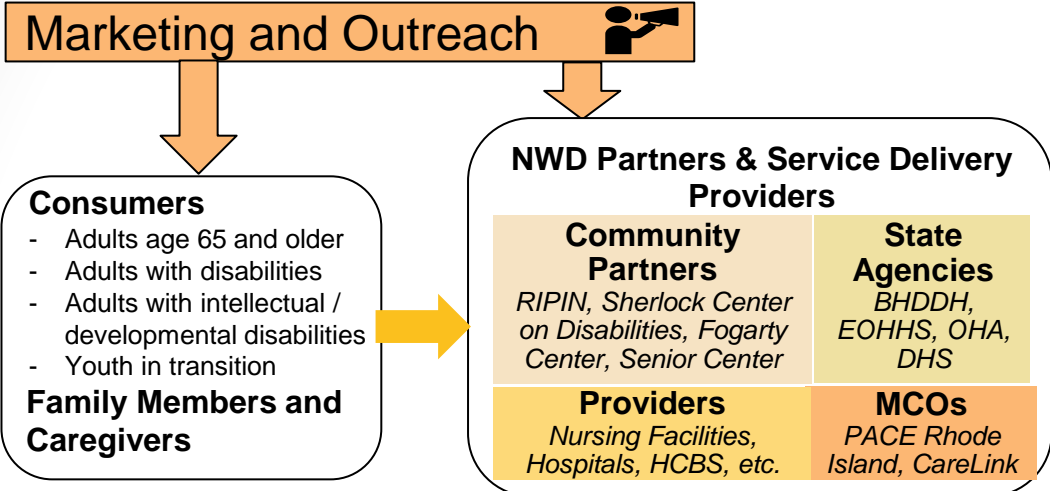 Marketing and Outreach
Consumers
- Adults age 65 and older
- Adults with disabilities
- Adults with intellectual /
developmental disabilities
- Youth in transition
Family Members and
Caregivers
NWD Partners & Service Delivery
Providers
Community
Partners
RIPIN, Sherlock Center
on Disabilities, Fogarty
Center, Senior Center
State
Agencies
BHDDH,
EOHHS, OHA,
DHS
Providers
Nursing Facilities,
Hospitals, HCBS, etc.
MCOs
PACE Rhode
Island, CareLink